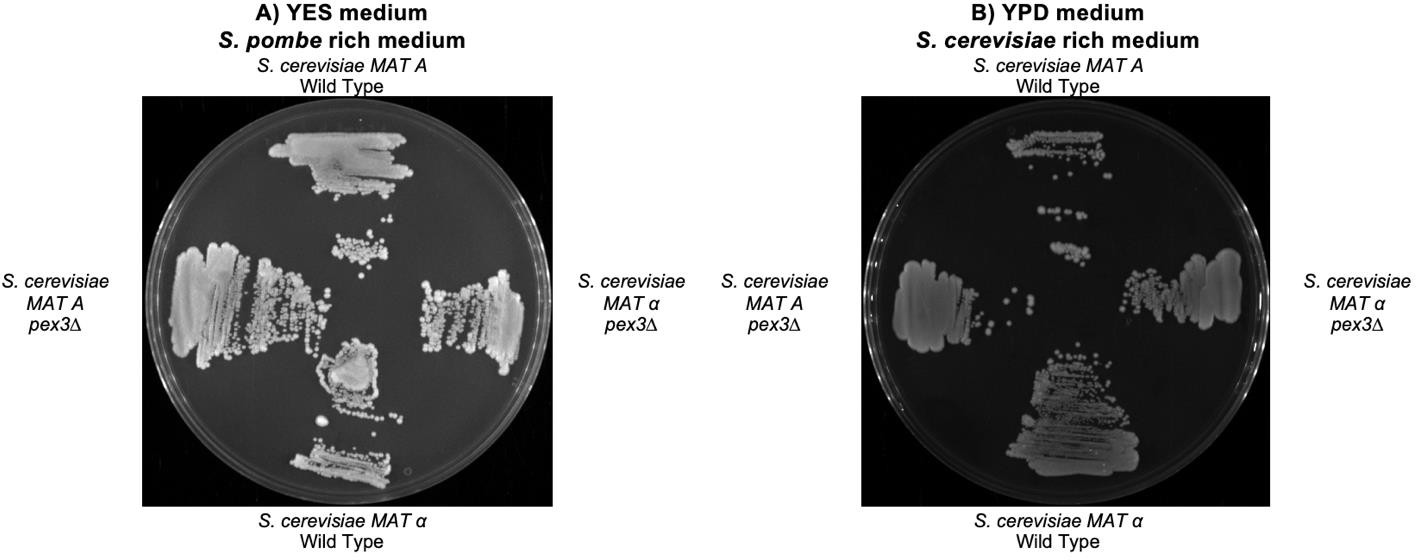 A) YES medium
S. pombe rich medium
S. cerevisiae MAT A
Wild Type
S. cerevisiae
MAT A
pex3Δ
S. cerevisiae
MAT α
pex3Δ
S. cerevisiae MAT α
Wild Type
B) YPD medium
S. cerevisiae rich medium
S. cerevisiae MAT A
Wild Type
S. cerevisiae
MAT A
pex3Δ
S. cerevisiae
MAT α
pex3Δ
S. cerevisiae MAT α
Wild Type